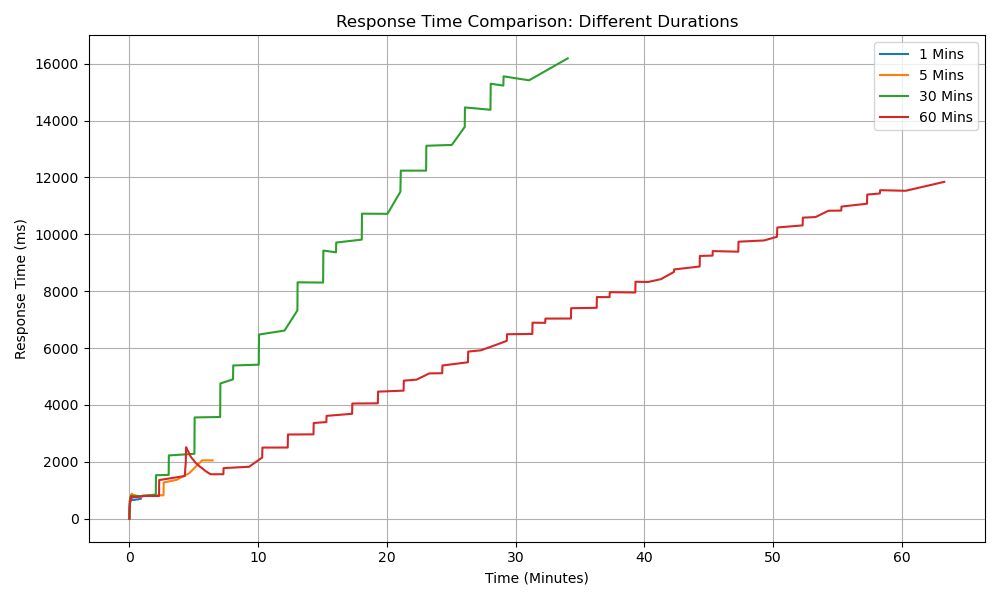 Response Time Comparison: Different Durations
1 Mins
5 Mins
30 Mins
60 Mins
16000
14000
12000
10000
8000
6000
4000
2000
0
Response Time (ms)
0 10 20 30 40 50 60
Time (Minutes)